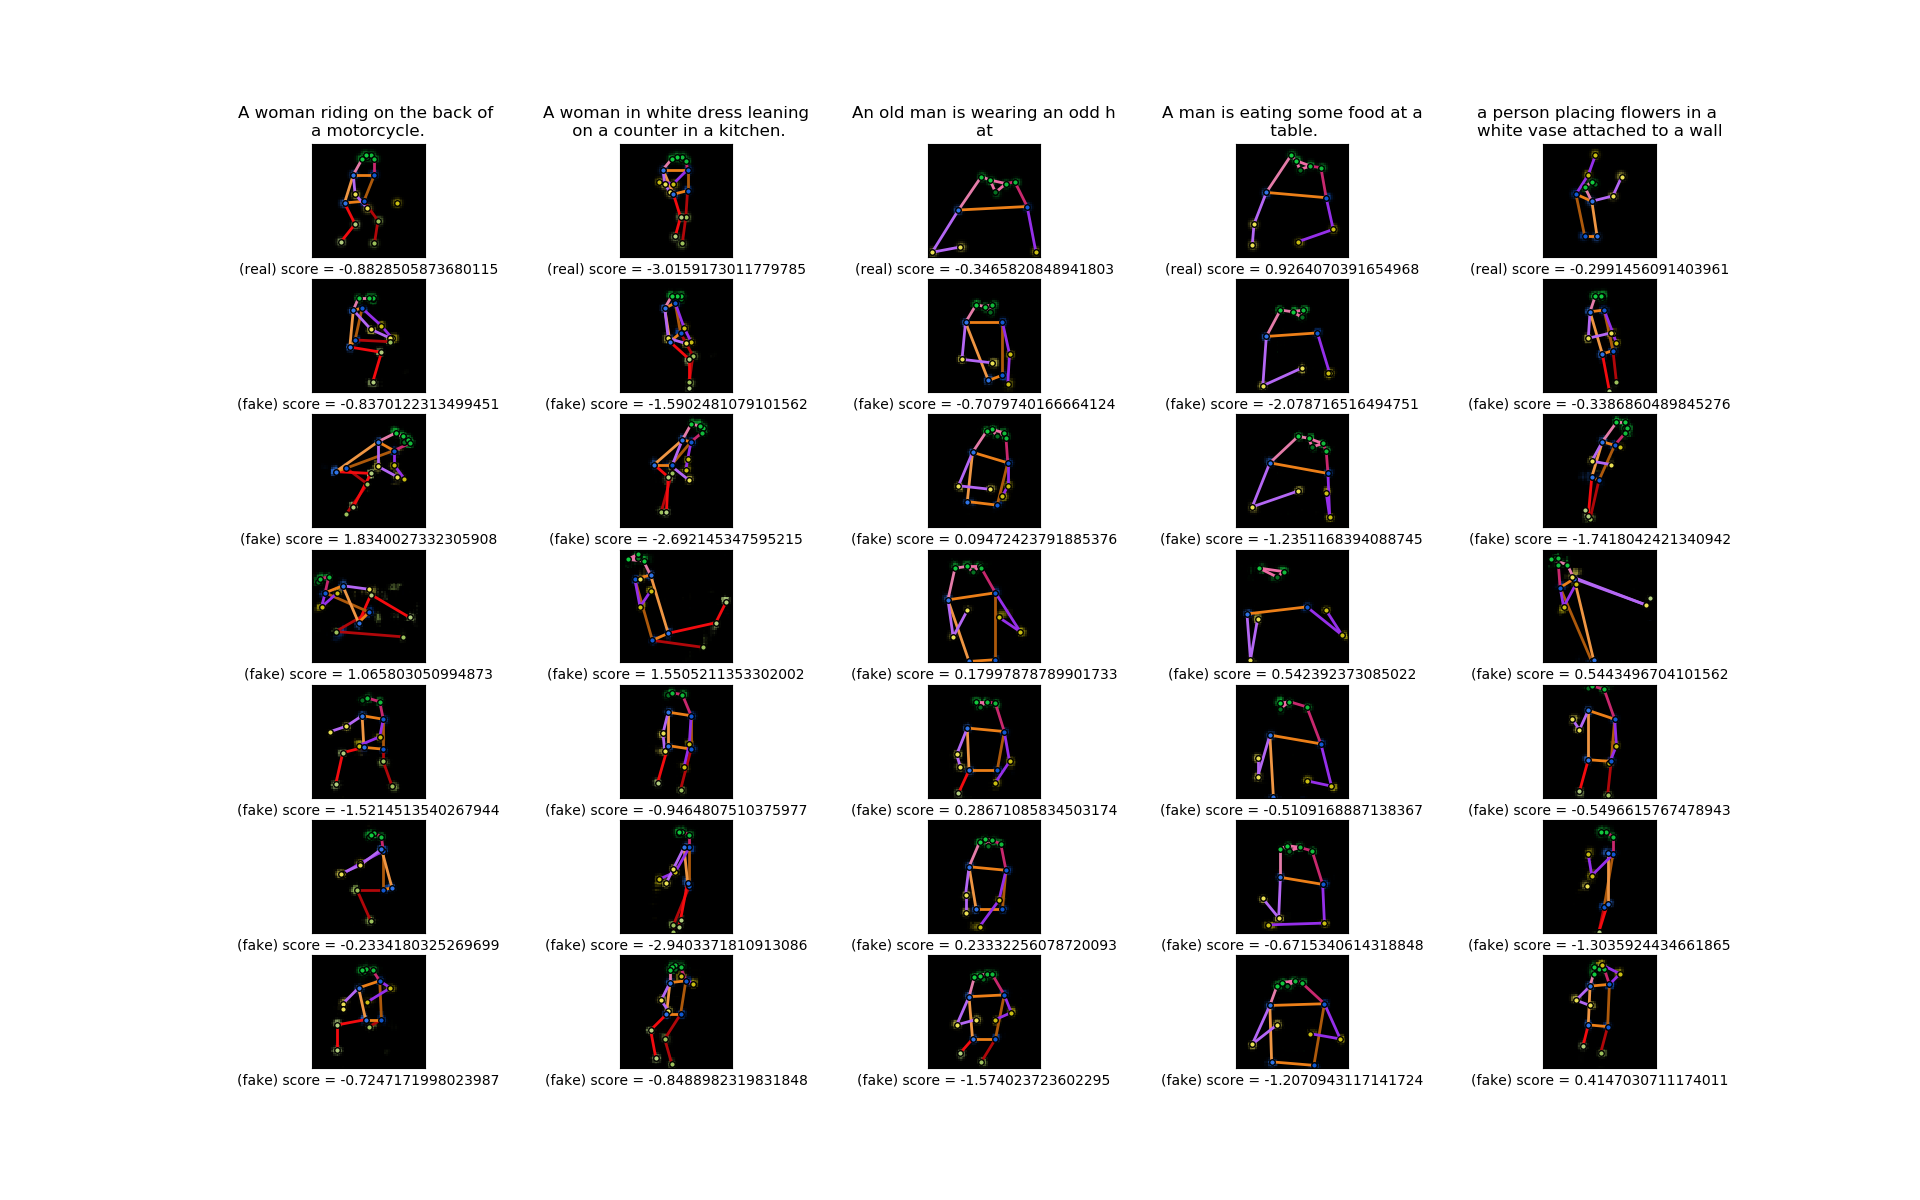 A woman riding on the back of
a motorcycle.
A woman in white dress leaning
on a counter in a kitchen.
An old man is wearing an odd h
at
A man is eating some food at a
table.
a person placing flowers in a
white vase attached to a wall
(real) score = -0.8828505873680115
(real) score = -3.0159173011779785
(real) score = -0.3465820848941803
(real) score = 0.9264070391654968
(real) score = -0.2991456091403961
(fake) score = -0.8370122313499451
(fake) score = -1.5902481079101562
(fake) score = -0.7079740166664124
(fake) score = -2.078716516494751
(fake) score = -0.3386860489845276
(fake) score = 1.8340027332305908
(fake) score = -2.692145347595215
(fake) score = 0.09472423791885376
(fake) score = -1.2351168394088745
(fake) score = -1.7418042421340942
(fake) score = 1.065803050994873
(fake) score = 1.5505211353302002
(fake) score = 0.17997878789901733
(fake) score = 0.542392373085022
(fake) score = 0.5443496704101562
(fake) score = -1.5214513540267944
(fake) score = -0.9464807510375977
(fake) score = 0.28671085834503174
(fake) score = -0.5109168887138367
(fake) score = -0.5496615767478943
(fake) score = -0.2334180325269699
(fake) score = -2.9403371810913086
(fake) score = 0.23332256078720093
(fake) score = -0.6715340614318848
(fake) score = -1.3035924434661865
(fake) score = -0.7247171998023987
(fake) score = -0.8488982319831848
(fake) score = -1.574023723602295
(fake) score = -1.2070943117141724
(fake) score = 0.4147030711174011